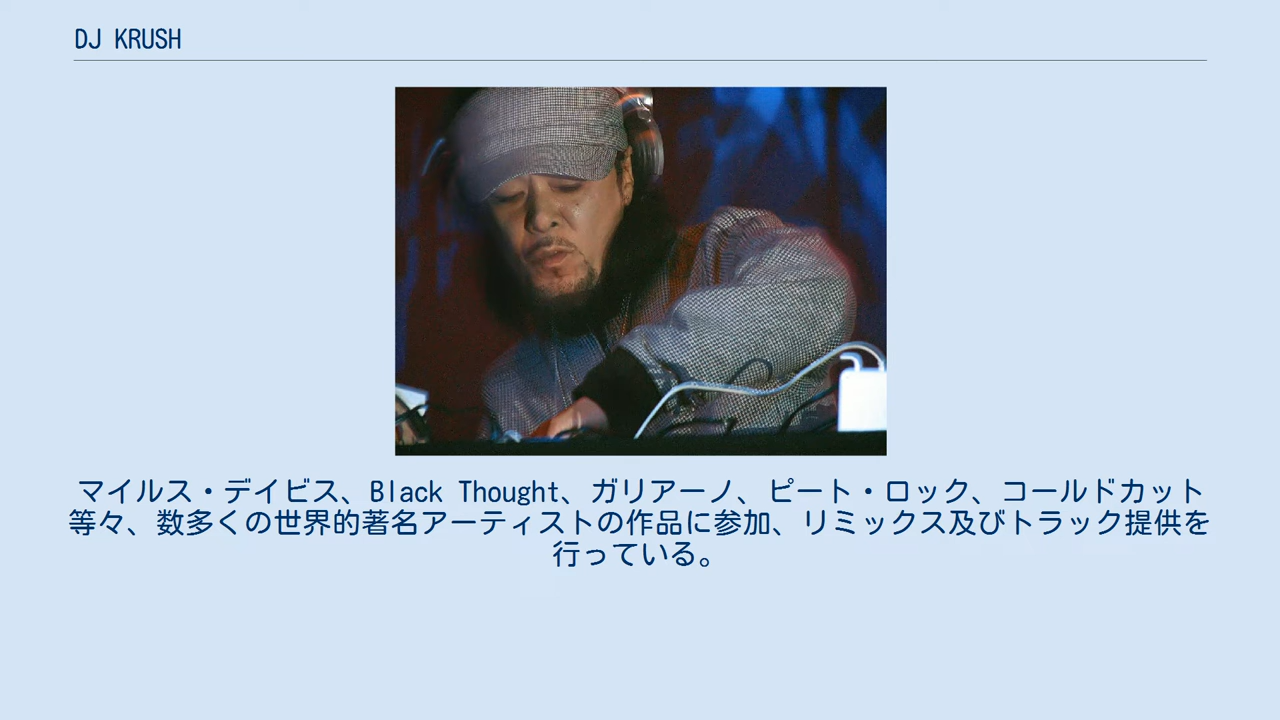 DJ KRUSH
マイルス・デイビス、Black Thought、ガリアーノ、ピート・ロック、コールドカット
等々、数多くの世界的著名アーティストの作品に参加、リミックス及びトラック提供を
行っている。